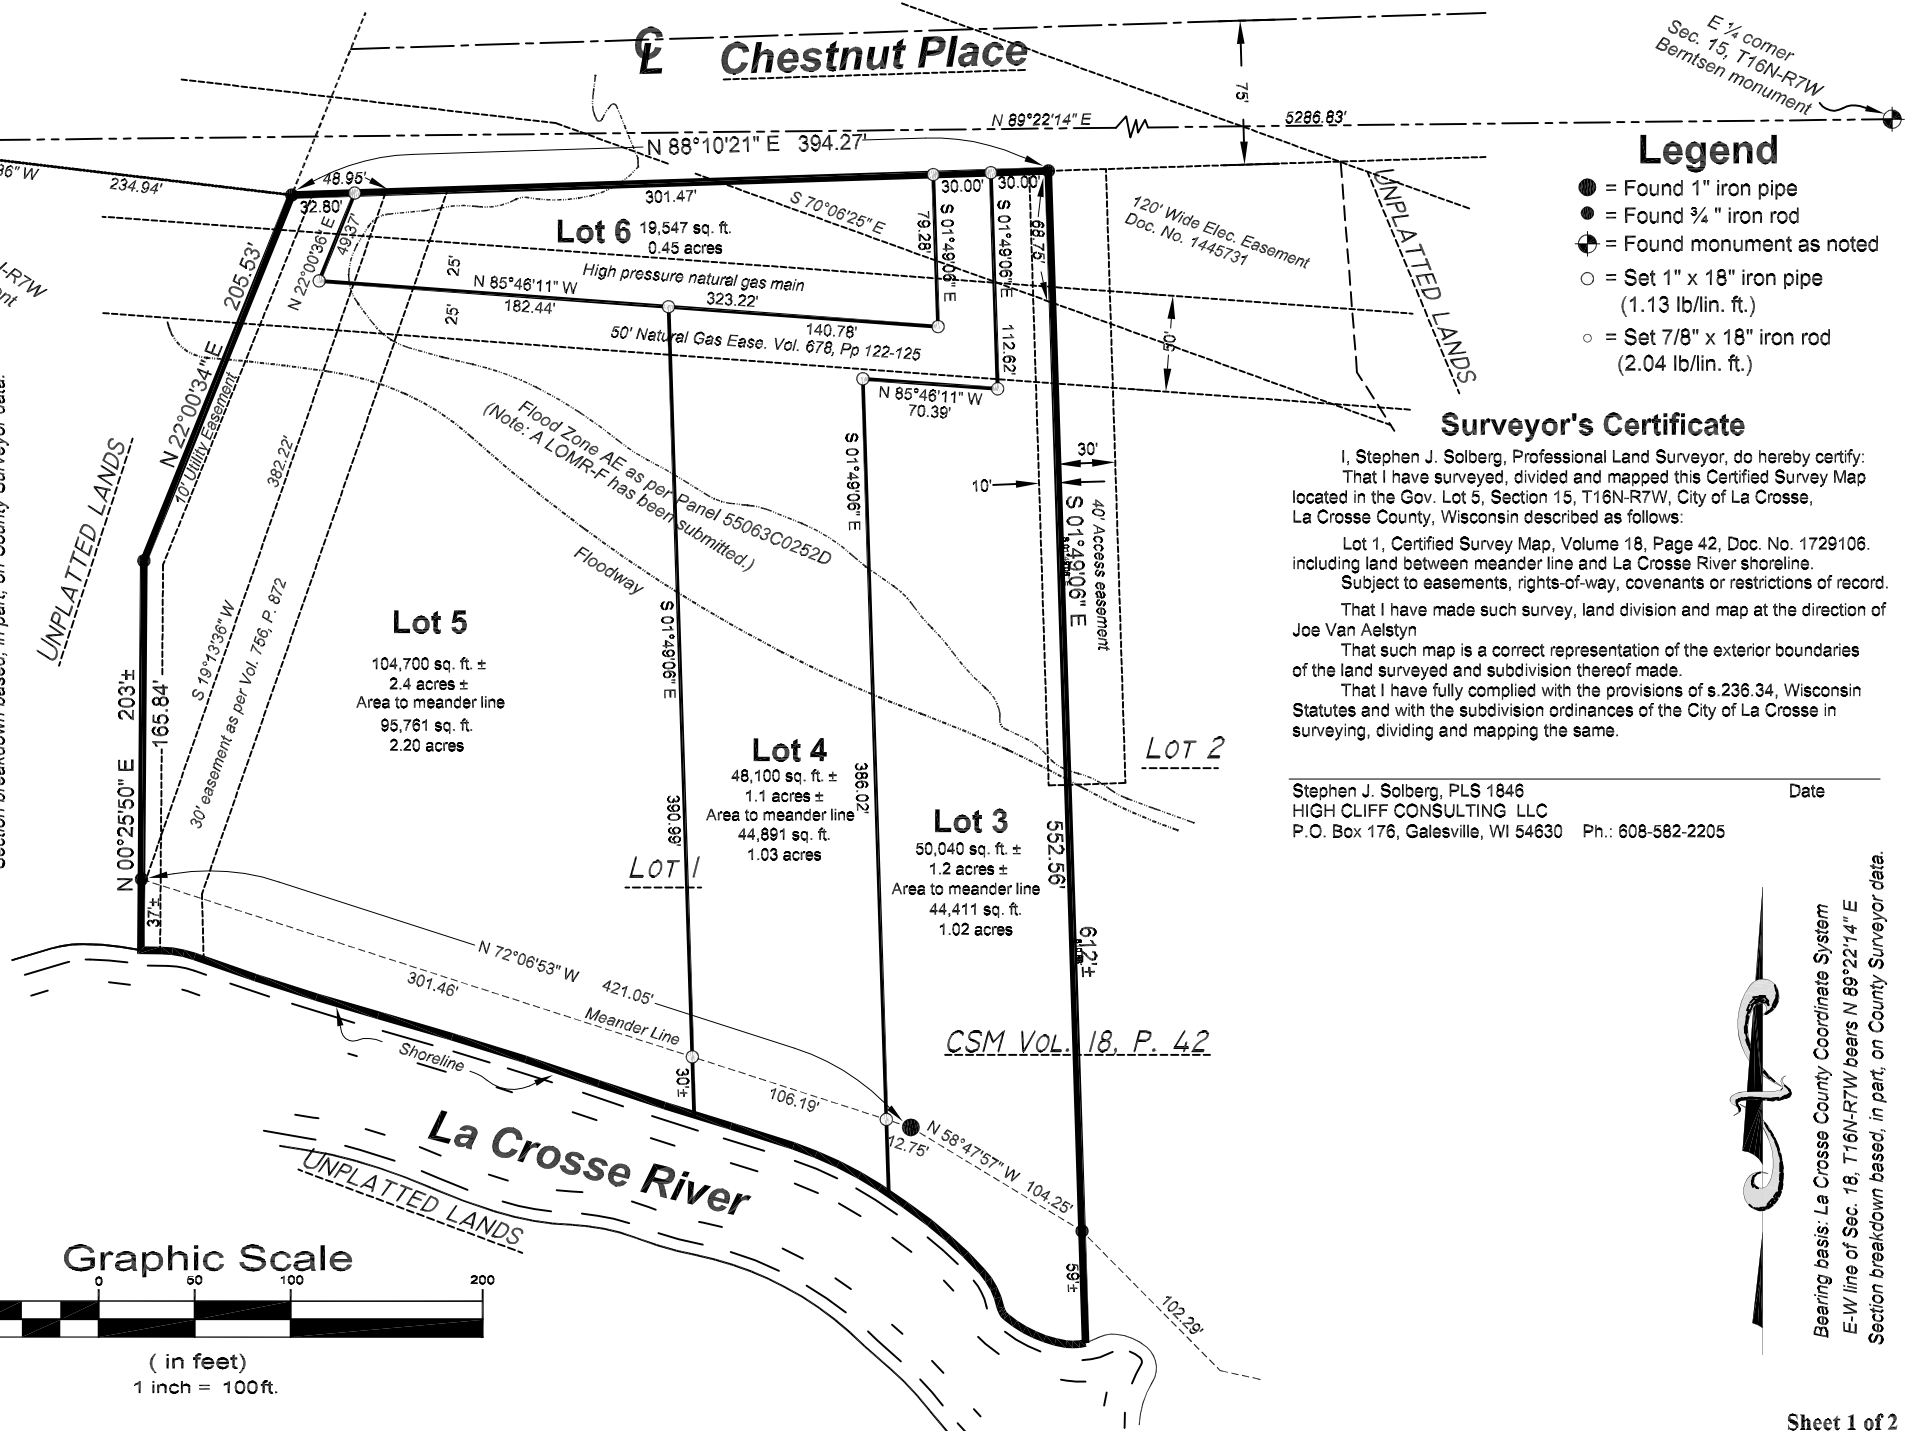 ℄ Chestnut Place
E ¼ corner
Sec. 15, T16N-R7W
Berntsen monument
75'
N 89°22'14" E
5286.83'
N 88°10'21" E 394.27'
36" W
234.94'
48.95'
32.80'
301.47'
30.00'
30.00'
N 22°00'36" E
49.37'
Lot 6 19,547 sq. ft.
0.45 acres
S 70°06'25" E
79.28'
S 01°49'06" E
S 01°49'06" E
68.75'
112.62'
120' Wide Elec. Easement
Doc. No. 1445731
UNPLATTED LANDS
High pressure natural gas main
25'
25'
N 85°46'11" W 323.22'
182.44'
140.78'
50' Natural Gas Ease. Vol. 678, Pp 122-125
50'
N 85°46'11" W
70.39'
205.53'
N 22°00'34" E
10' Utility Easement
382.22'
S 19°13'36" W
30' easement as per Vol. 756, P. 872
UNPLATTED LANDS
Flood Zone AE as per Panel 55063C0252D
(Note: A LOMR-F has been submitted.)
Floodway
S 01°49'06" E
S 01°49'06" E
30'
10'
40' Access easement
S 01°49'06" E
Lot 5
104,700 sq. ft. ±
2.4 acres ±
Area to meander line
95,761 sq. ft.
2.20 acres
N 00°25'50" E 203'±
165.84'
37'±
Lot 4
48,100 sq. ft. ±
1.1 acres ±
Area to meander line
44,891 sq. ft.
1.03 acres
390.99'
386.02'
Lot 3
50,040 sq. ft. ±
1.2 acres ±
Area to meander line
44,411 sq. ft.
1.02 acres
552.56'
612'±
LOT 2
LOT 1
N 72°06'53" W 421.05'
301.46'
Meander Line
Shoreline
30'±
106.19'
12.75'
N 58°47'57" W 104.25'
59'±
102.29'
CSM VOL. 18, P. 42
La Crosse River
UNPLATTED LANDS
Graphic Scale
0 50 100 200
( in feet)
1 inch = 100 ft.
Legend
= Found 1" iron pipe
= Found ¾ " iron rod
= Found monument as noted
= Set 1" x 18" iron pipe
(1.13 lb/lin. ft.)
= Set 7/8" x 18" iron rod
(2.04 lb/lin. ft.)
Surveyor's Certificate
I, Stephen J. Solberg, Professional Land Surveyor, do hereby certify:
That I have surveyed, divided and mapped this Certified Survey Map
located in the Gov. Lot 5, Section 15, T16N-R7W, City of La Crosse,
La Crosse County, Wisconsin described as follows:
Lot 1, Certified Survey Map, Volume 18, Page 42, Doc. No. 1729106.
including land between meander line and La Crosse River shoreline.
Subject to easements, rights-of-way, covenants or restrictions of record.
That I have made such survey, land division and map at the direction of
Joe Van Aelstyn
That such map is a correct representation of the exterior boundaries
of the land surveyed and subdivision thereof made.
That I have fully complied with the provisions of s.236.34, Wisconsin
Statutes and with the subdivision ordinances of the City of La Crosse in
surveying, dividing and mapping the same.
Stephen J. Solberg, PLS 1846 Date
HIGH CLIFF CONSULTING LLC
P.O. Box 176, Galesville, WI 54630 Ph.: 608-582-2205
Bearing basis: La Crosse County Coordinate System
E-W line of Sec. 18, T16N-R7W bears N 89°22'14" E
Section breakdown based, in part, on County Surveyor data.
Sheet 1 of 2